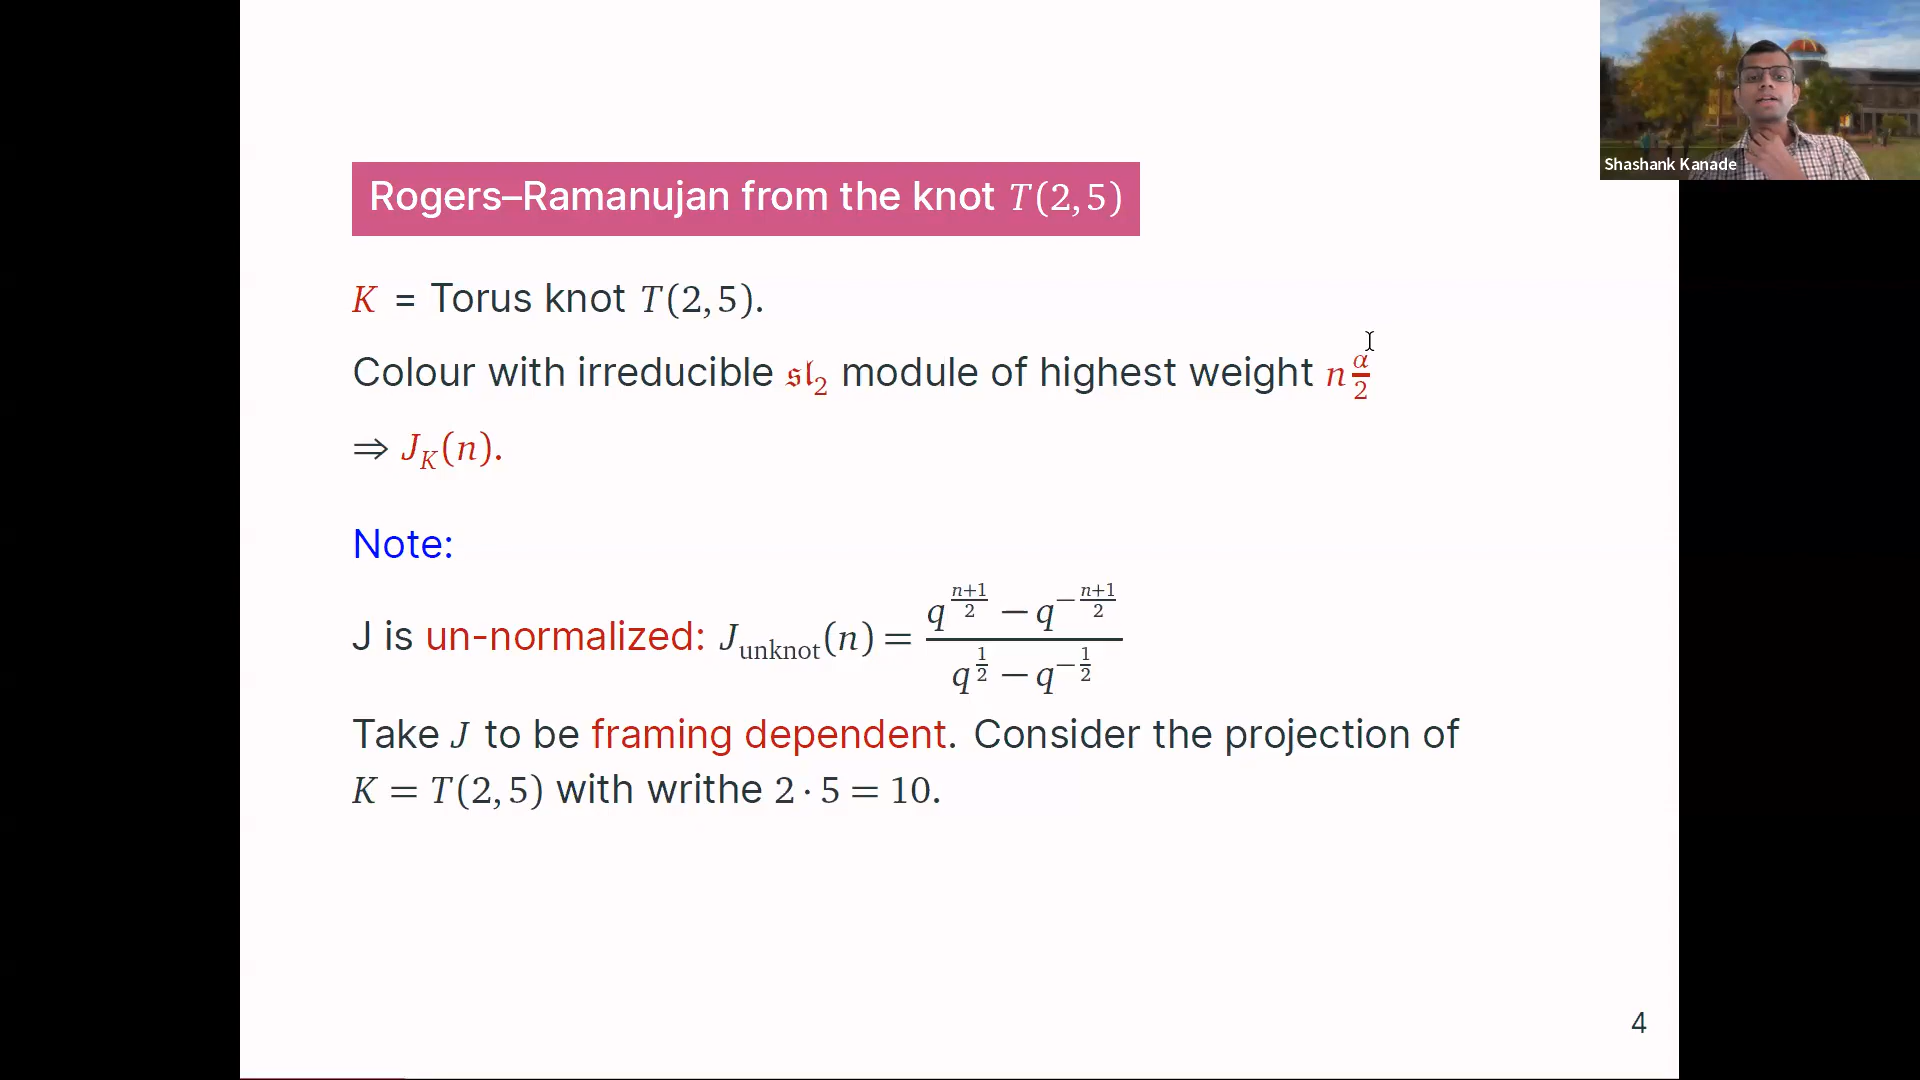 Shashank Kanade
Rogers–Ramanujan from the knot T(2,5)
K = Torus knot T(2,5).
Colour with irreducible 𝔰𝔩₂ module of highest weight n α/2
⇒ J_K(n).
Note:
J is un-normalized: J_unknot(n) = (q^{(n+1)/2} − q^{−(n+1)/2}) / (q^{1/2} − q^{−1/2})
Take J to be framing dependent. Consider the projection of
K = T(2,5) with writhe 2 · 5 = 10.
4